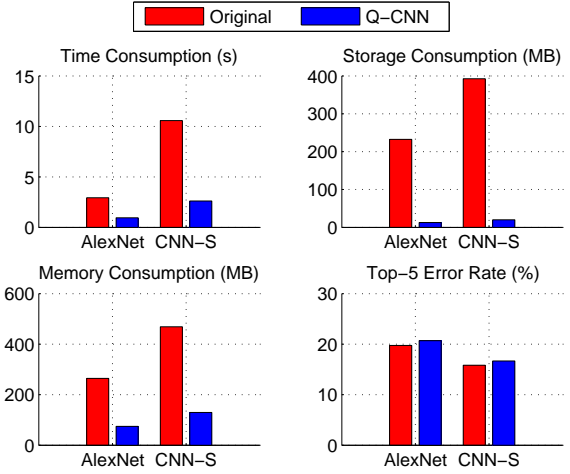 Original Q-CNN
Time Consumption (s)
15
10
5
0
AlexNet CNN-S
Storage Consumption (MB)
400
300
200
100
0
AlexNet CNN-S
Memory Consumption (MB)
600
400
200
0
AlexNet CNN-S
Top-5 Error Rate (%)
30
20
10
0
AlexNet CNN-S